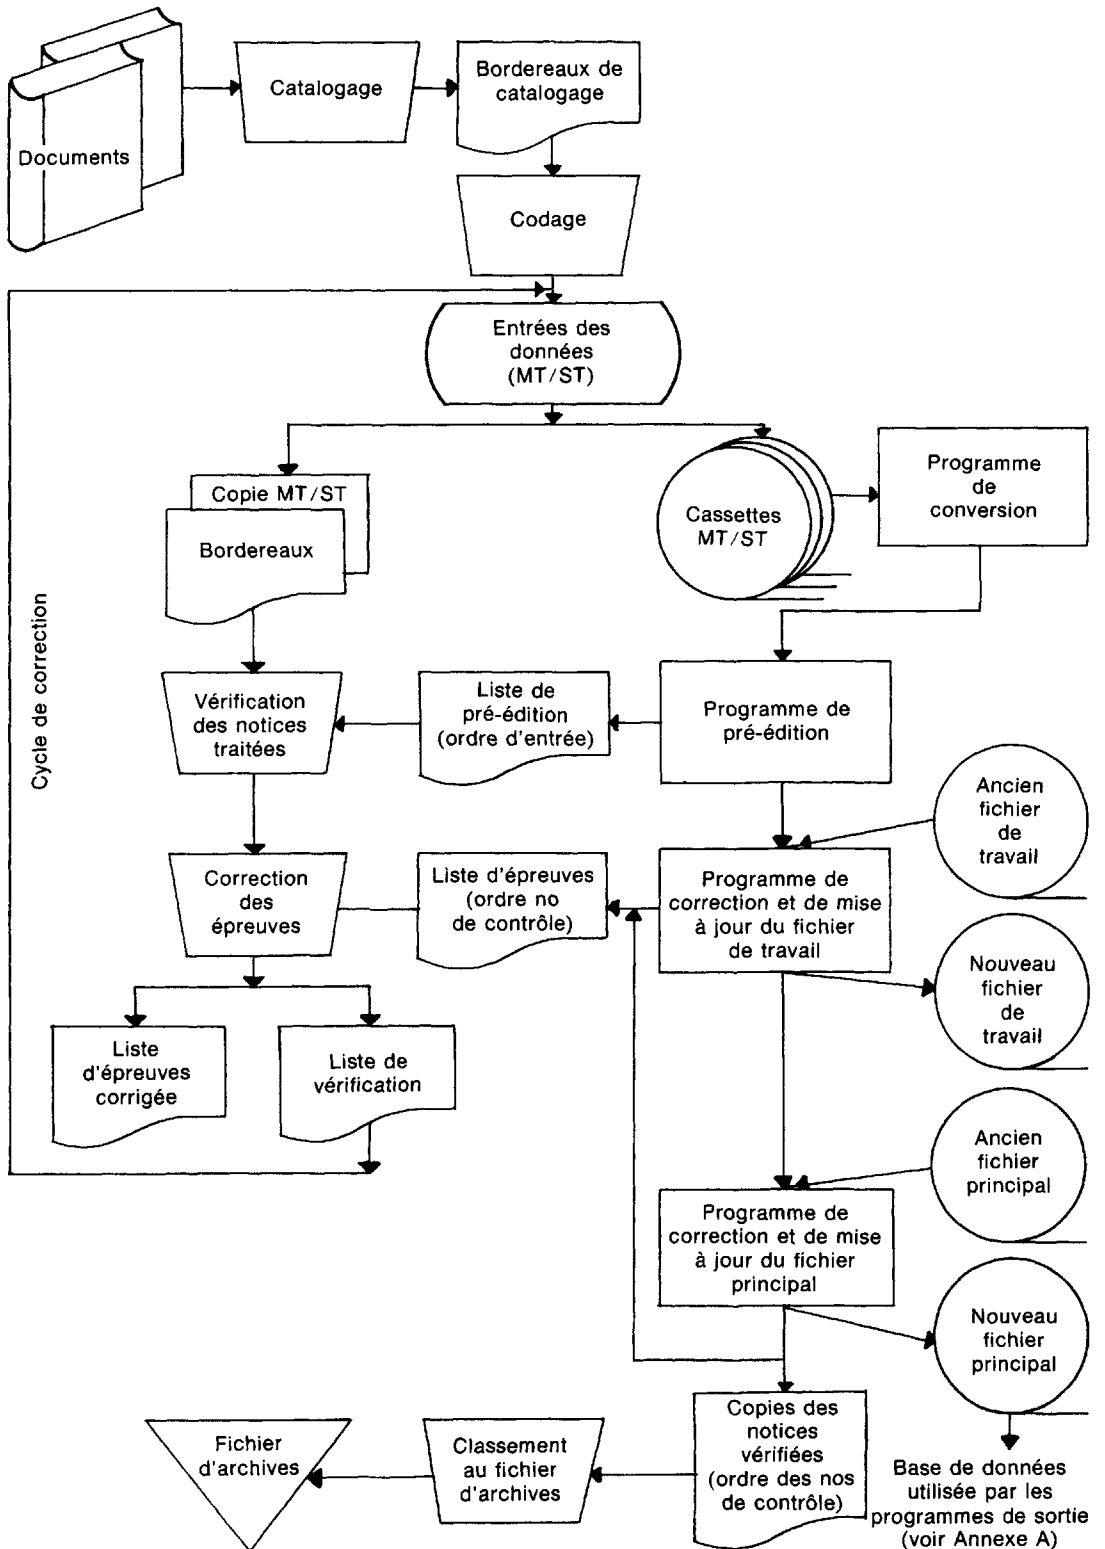 Documents
Catalogage
Bordereaux de
catalogage
Codage
Entrées des
données
(MT/ST)
Copie MT/ST
Bordereaux
Cassettes
MT/ST
Programme
de
conversion
Cycle de correction
Vérification
des notices
traitées
Liste de
pré-édition
(ordre d'entrée)
Programme de
pré-édition
Ancien
fichier
de
travail
Correction
des
épreuves
Liste d'épreuves
(ordre no
de contrôle)
Programme de
correction et de mise
à jour du fichier
de travail
Nouveau
fichier
de
travail
Liste
d'épreuves
corrigée
Liste de
vérification
Ancien
fichier
principal
Programme de
correction et de mise
à jour du fichier
principal
Nouveau
fichier
principal
Fichier
d'archives
Classement
au fichier
d'archives
Copies des
notices
vérifiées
(ordre des nos
de contrôle)
Base de données
utilisée par les
programmes de sortie
(voir Annexe A)